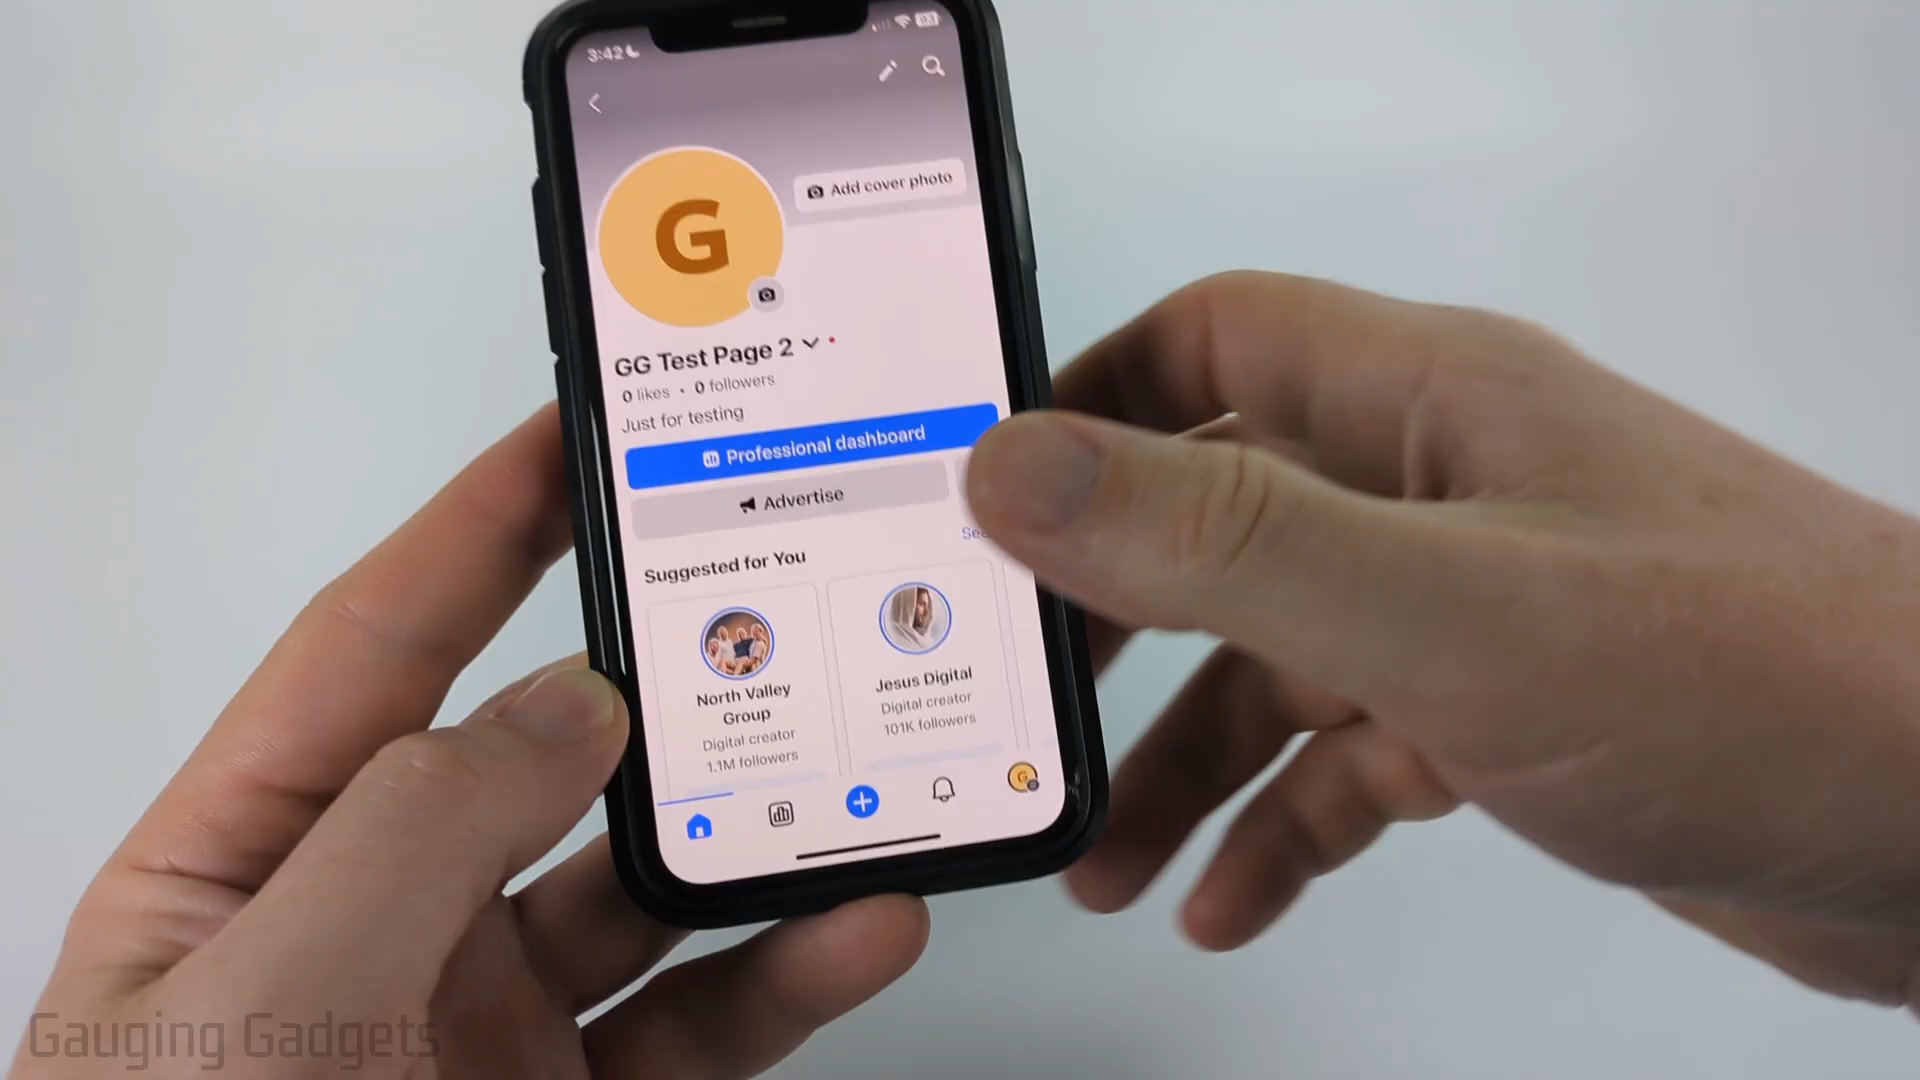 3:42
93
Add cover photo
G
GG Test Page 2
0 likes • 0 followers
Just for testing
Professional dashboard
Advertise
Suggested for You
North Valley
Group
Digital creator
1.1M followers
Jesus Digital
Digital creator
101K followers
G
Gauging Gadgets